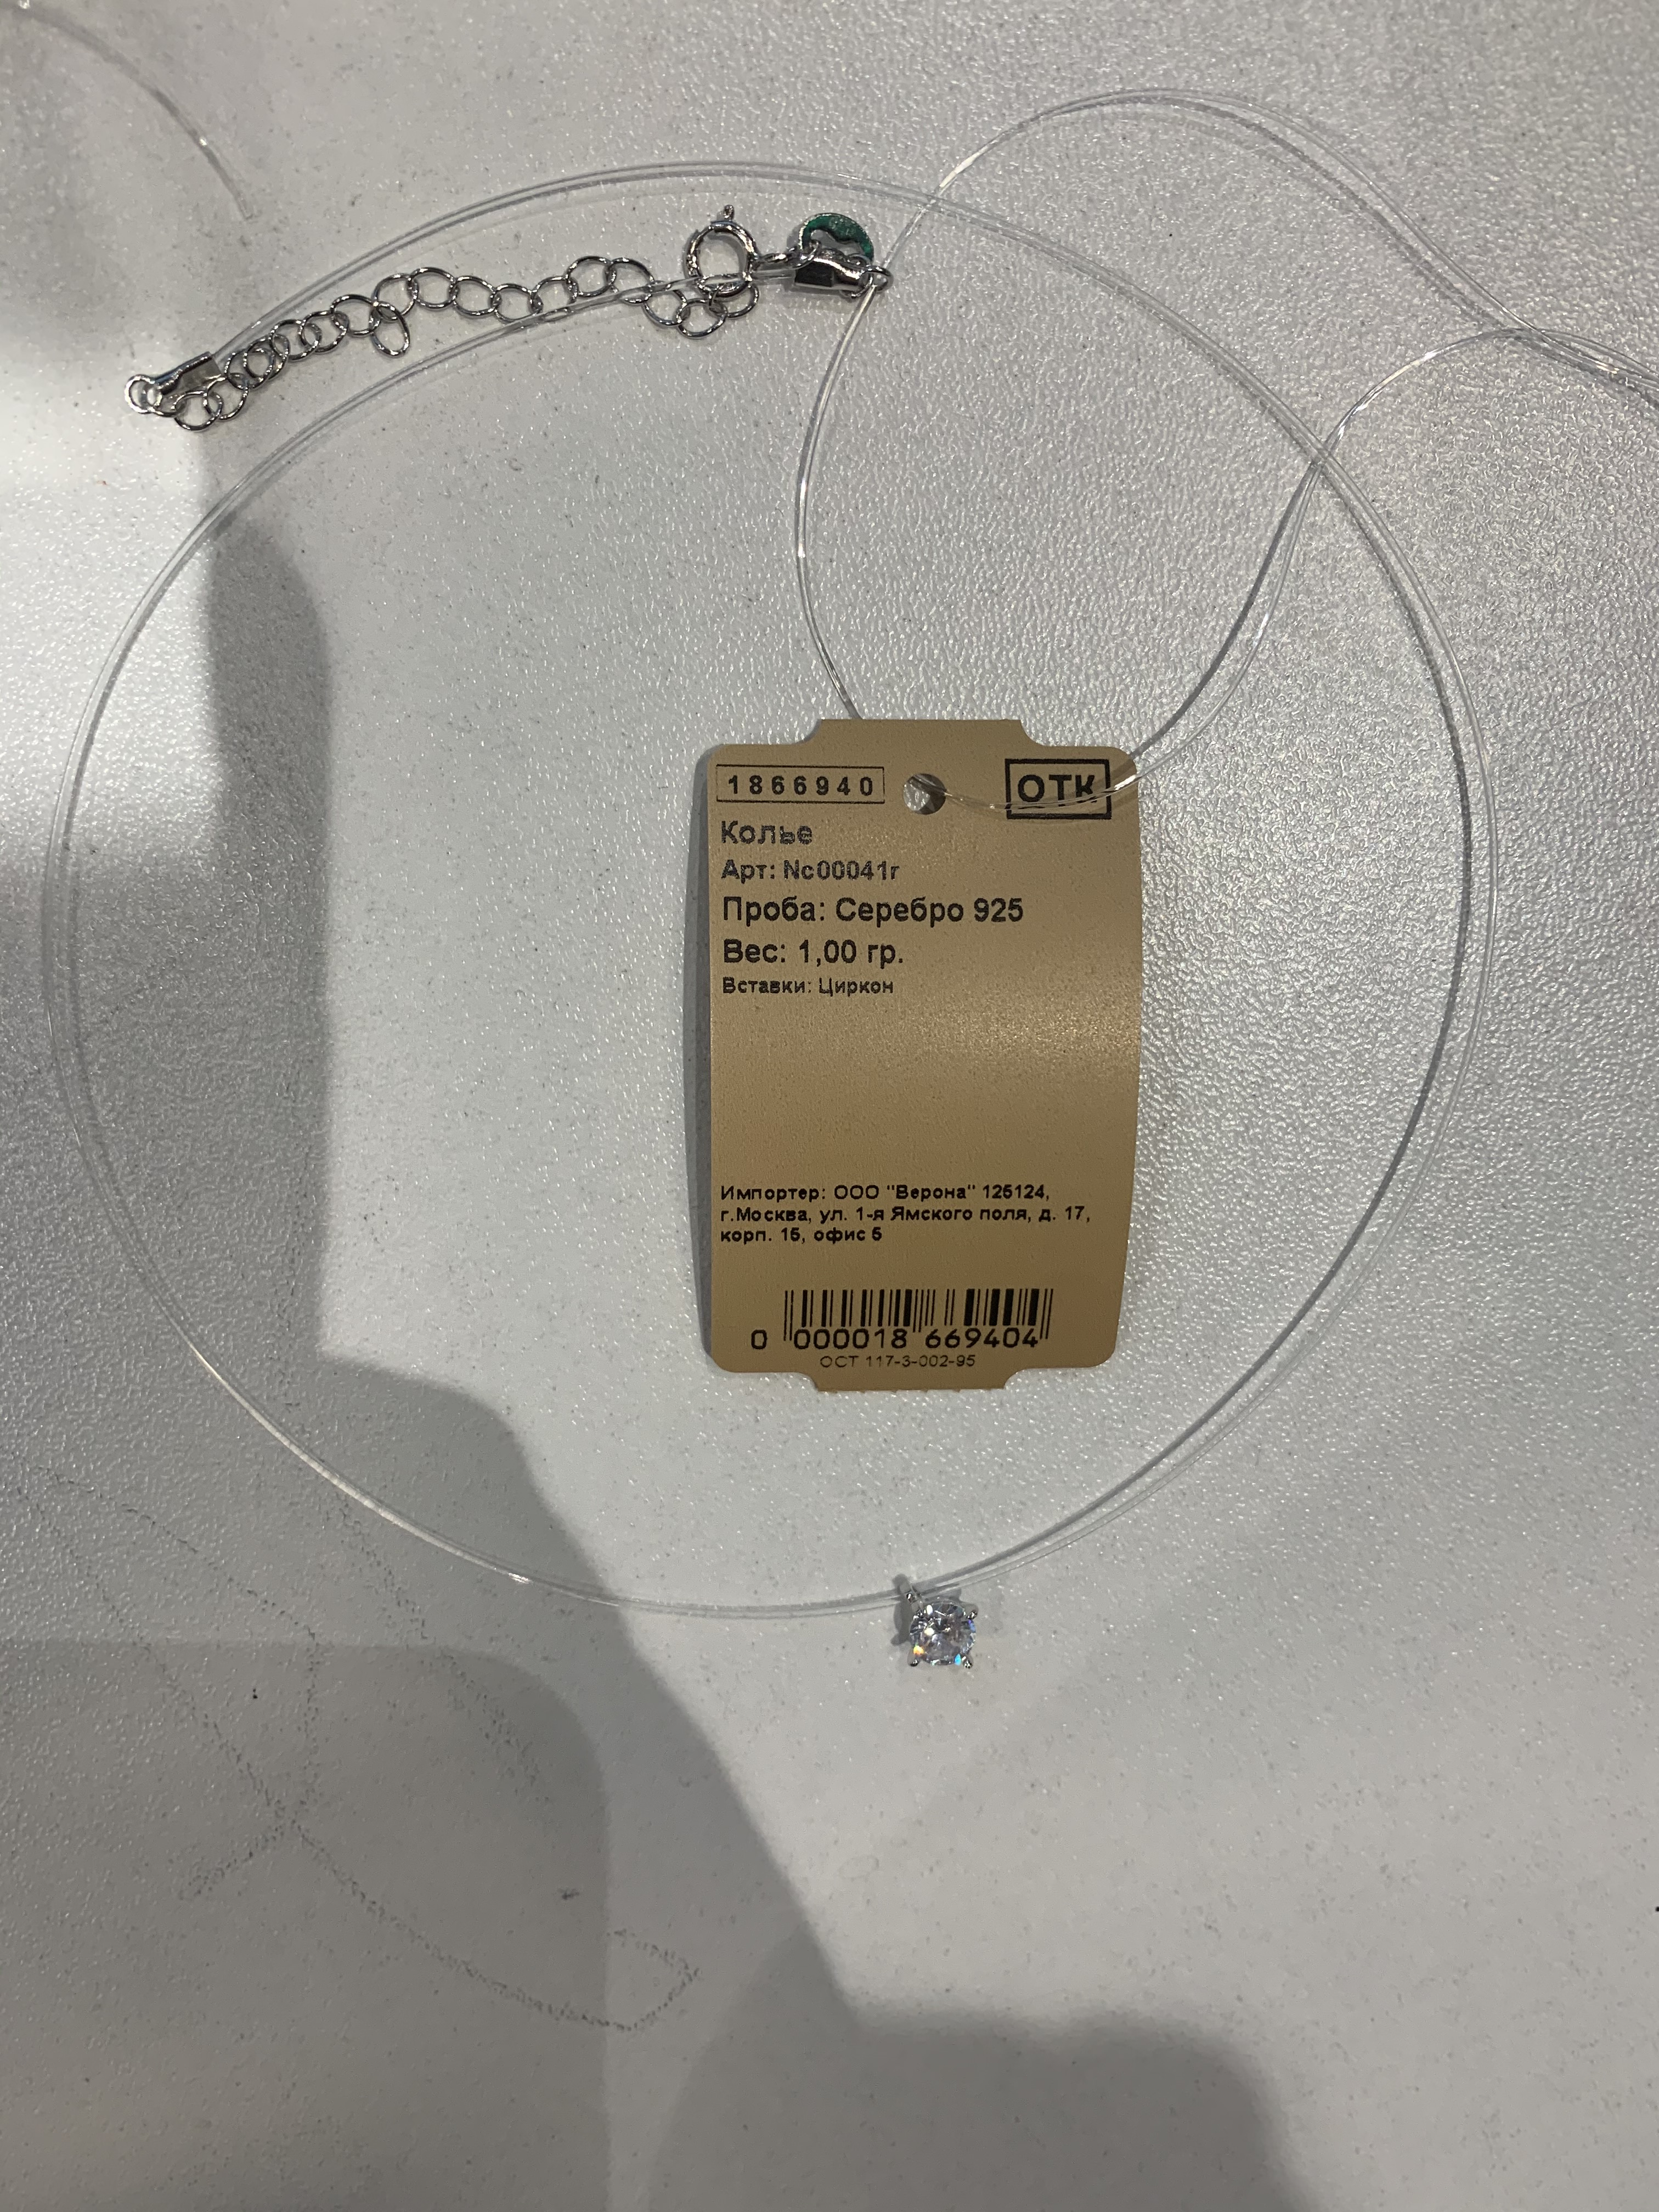 1866940
ОТК
Колье
Арт: Nc00041r
Проба: Серебро 925
Вес: 1,00 гр.
Вставки: Циркон
Импортер: ООО "Верона" 125124,
г.Москва, ул. 1-я Ямского поля, д. 17,
корп. 15, офис 5
0 000018 669404
ОСТ 117-3-002-95